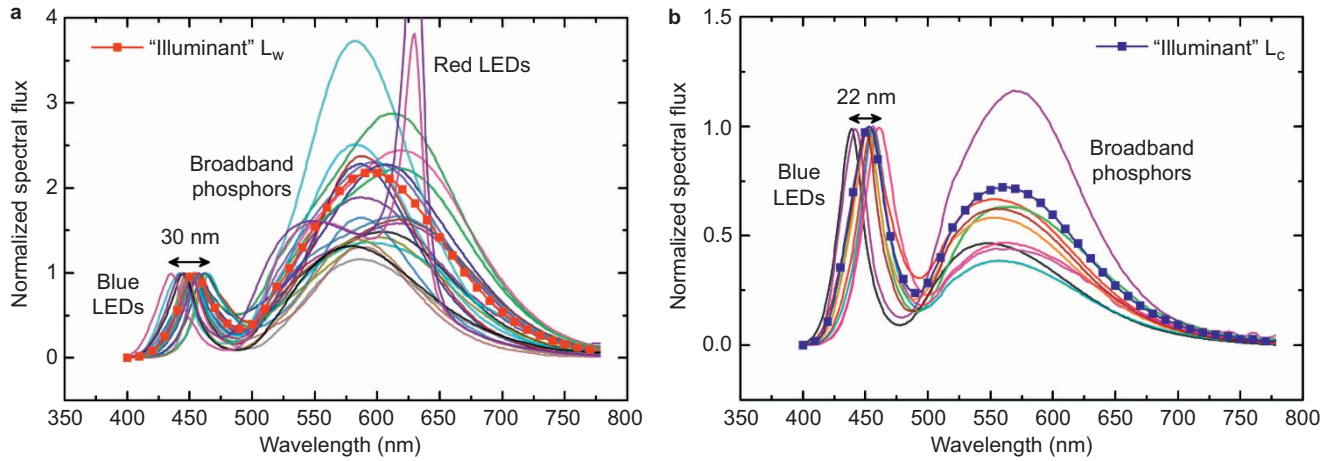 a
"Illuminant" Lw
Red LEDs
Broadband
phosphors
30 nm
Blue
LEDs
Normalized spectral flux
4
3
2
1
0
350 400 450 500 550 600 650 700 750 800
Wavelength (nm)
b
"Illuminant" Lc
22 nm
Broadband
phosphors
Blue
LEDs
Normalized spectral flux
1.5
1.0
0.5
0.0
350 400 450 500 550 600 650 700 750 800
Wavelength (nm)